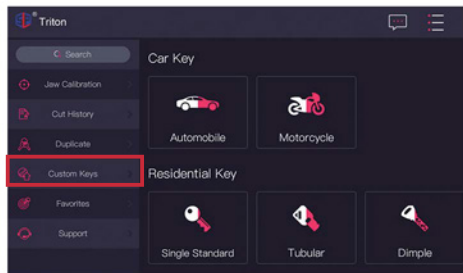 Triton
Search
Jaw Calibration
Cut History
Duplicate
Custom Keys
Favorites
Support
Car Key
Automobile
Motorcycle
Residential Key
Single Standard
Tubular
Dimple